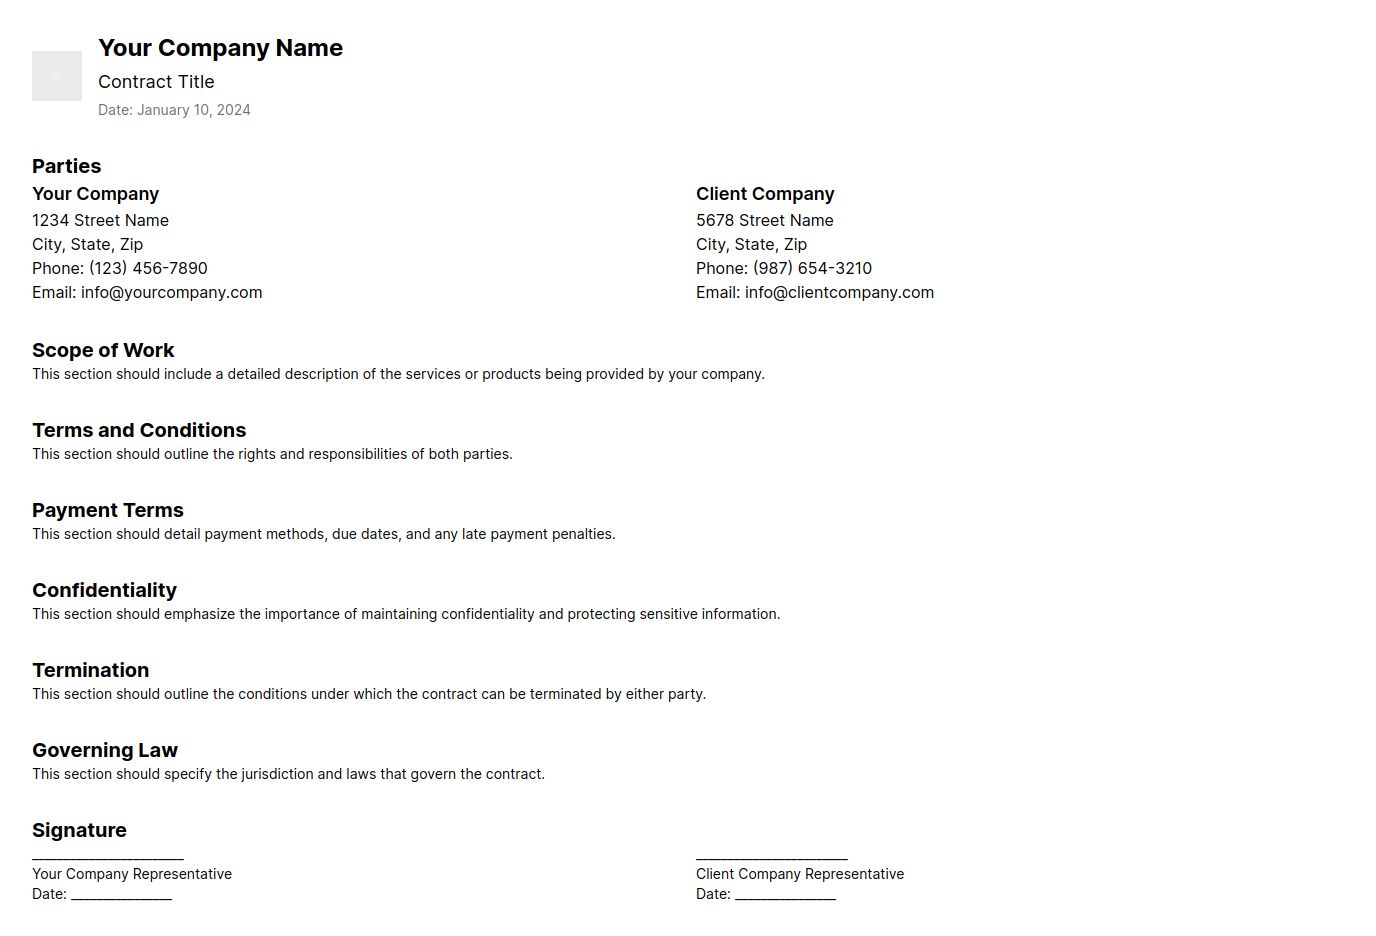 Your Company Name
Contract Title
Date: January 10, 2024
Parties
Your Company
1234 Street Name
City, State, Zip
Phone: (123) 456-7890
Email: info@yourcompany.com
Client Company
5678 Street Name
City, State, Zip
Phone: (987) 654-3210
Email: info@clientcompany.com
Scope of Work
This section should include a detailed description of the services or products being provided by your company.
Terms and Conditions
This section should outline the rights and responsibilities of both parties.
Payment Terms
This section should detail payment methods, due dates, and any late payment penalties.
Confidentiality
This section should emphasize the importance of maintaining confidentiality and protecting sensitive information.
Termination
This section should outline the conditions under which the contract can be terminated by either party.
Governing Law
This section should specify the jurisdiction and laws that govern the contract.
Signature
________________________
Your Company Representative
Date: ________________
________________________
Client Company Representative
Date: ________________